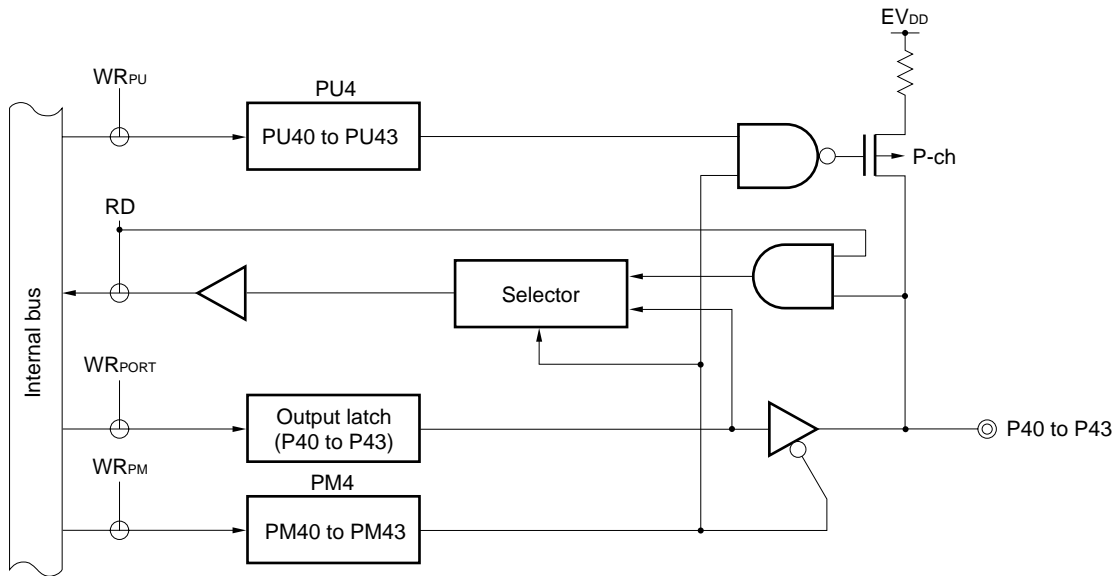 EVDD
WRPU
PU4
PU40 to PU43
P-ch
RD
Selector
Internal bus
WRPORT
Output latch
(P40 to P43)
P40 to P43
WRPM
PM4
PM40 to PM43